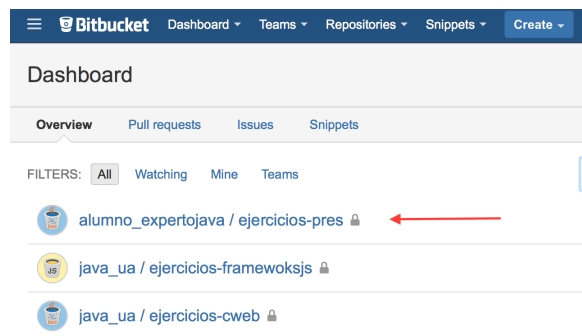 Bitbucket Dashboard Teams Repositories Snippets Create
Dashboard
Overview Pull requests Issues Snippets
FILTERS: All Watching Mine Teams
alumno_expertojava / ejercicios-pres
JS java_ua / ejercicios-framewoksjs
java_ua / ejercicios-cweb